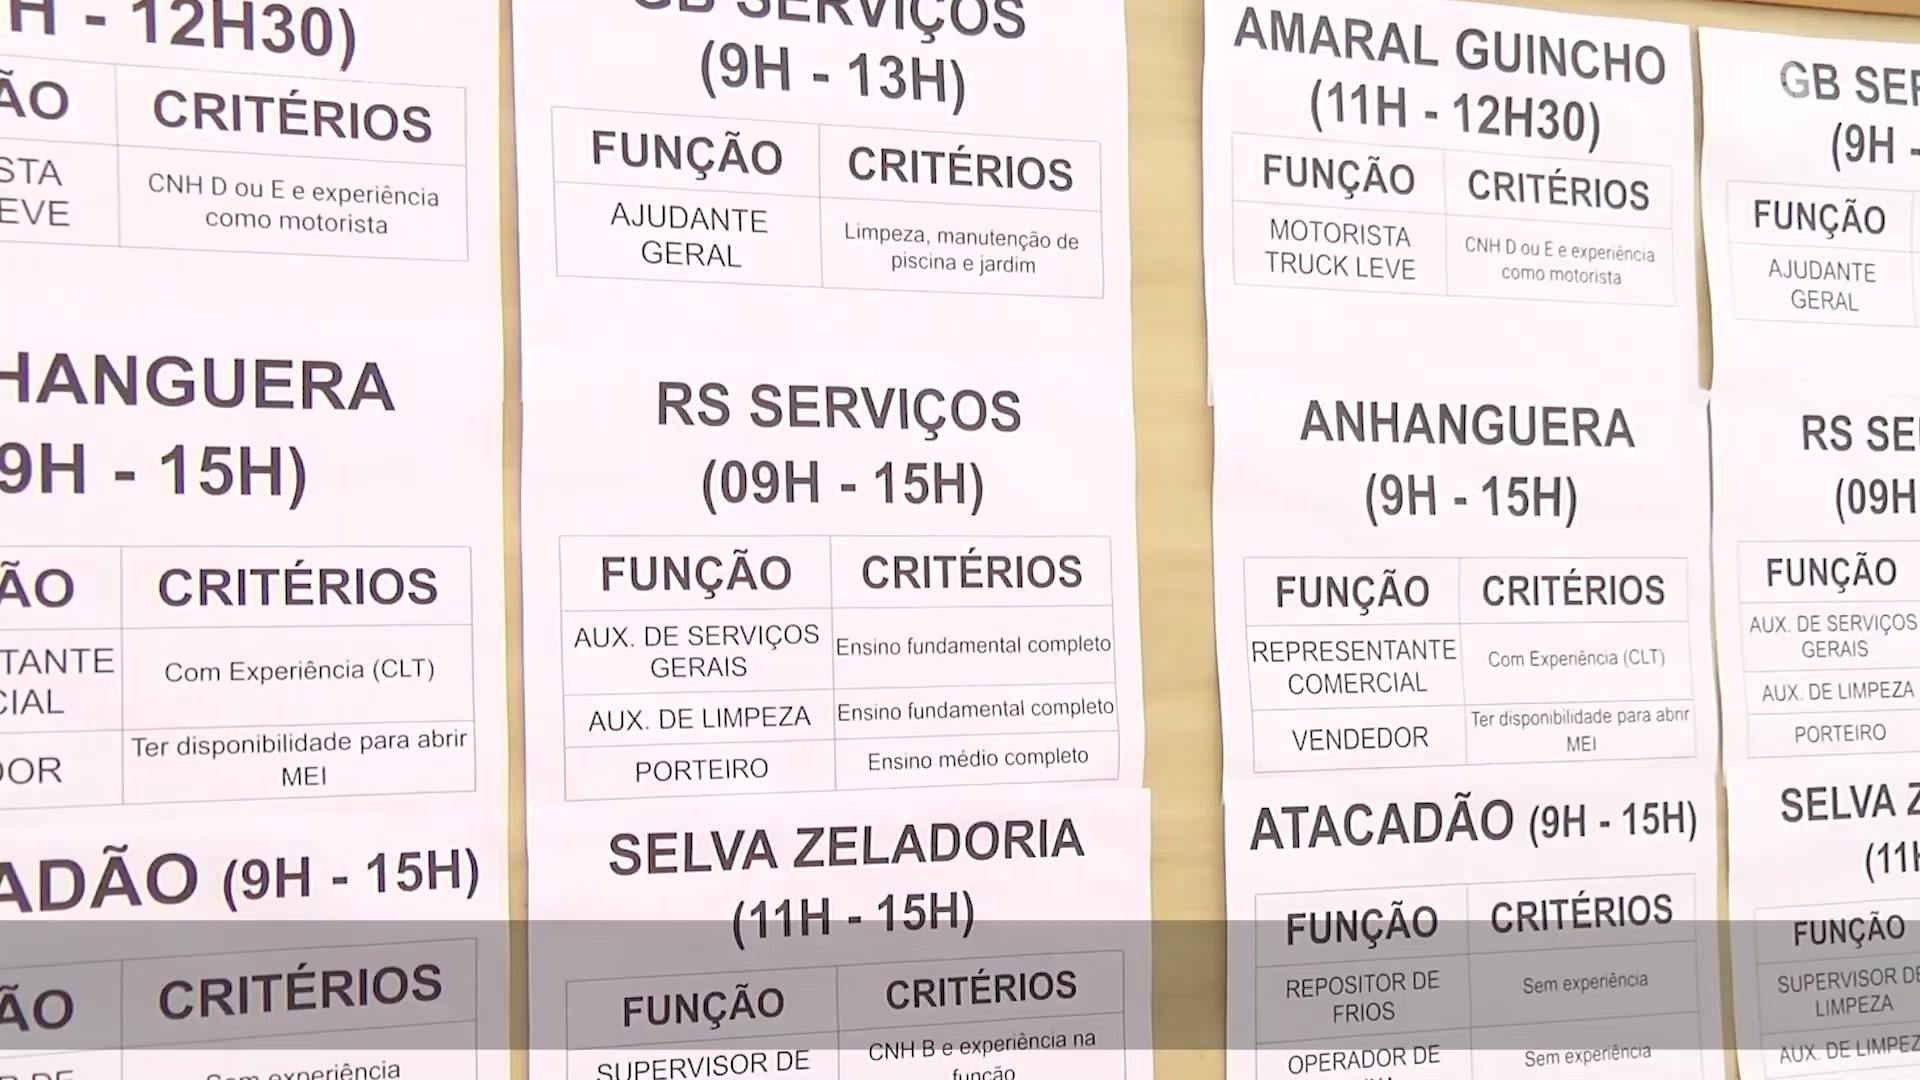 H - 12H30)
ÃO CRITÉRIOS
STA CNH D ou E e experiência
EVE como motorista
HANGUERA
9H - 15H)
ÃO CRITÉRIOS
TANTE Com Experiência (CLT)
CIAL
DOR Ter disponibilidade para abrir
MEI
ADÃO (9H - 15H)
ÃO CRITÉRIOS
Sem experiência
GB SERVIÇOS
(9H - 13H)
FUNÇÃO CRITÉRIOS
AJUDANTE Limpeza, manutenção de
GERAL piscina e jardim
RS SERVIÇOS
(09H - 15H)
FUNÇÃO CRITÉRIOS
AUX. DE SERVIÇOS Ensino fundamental completo
GERAIS
AUX. DE LIMPEZA Ensino fundamental completo
PORTEIRO Ensino médio completo
SELVA ZELADORIA
(11H - 15H)
FUNÇÃO CRITÉRIOS
SUPERVISOR DE CNH B e experiência na
função
AMARAL GUINCHO
(11H - 12H30)
FUNÇÃO CRITÉRIOS
MOTORISTA CNH D ou E e experiência
TRUCK LEVE como motorista
ANHANGUERA
(9H - 15H)
FUNÇÃO CRITÉRIOS
REPRESENTANTE Com Experiência (CLT)
COMERCIAL
VENDEDOR Ter disponibilidade para abrir
MEI
ATACADÃO (9H - 15H)
FUNÇÃO CRITÉRIOS
REPOSITOR DE Sem experiência
FRIOS
OPERADOR DE Sem experiência
GB SER
(9H -
FUNÇÃO
AJUDANTE
GERAL
RS SE
(09H
FUNÇÃO
AUX. DE SERVIÇOS
GERAIS
AUX. DE LIMPEZA
PORTEIRO
SELVA Z
(11H
FUNÇÃO
SUPERVISOR DE
LIMPEZA
AUX. DE LIMPEZ